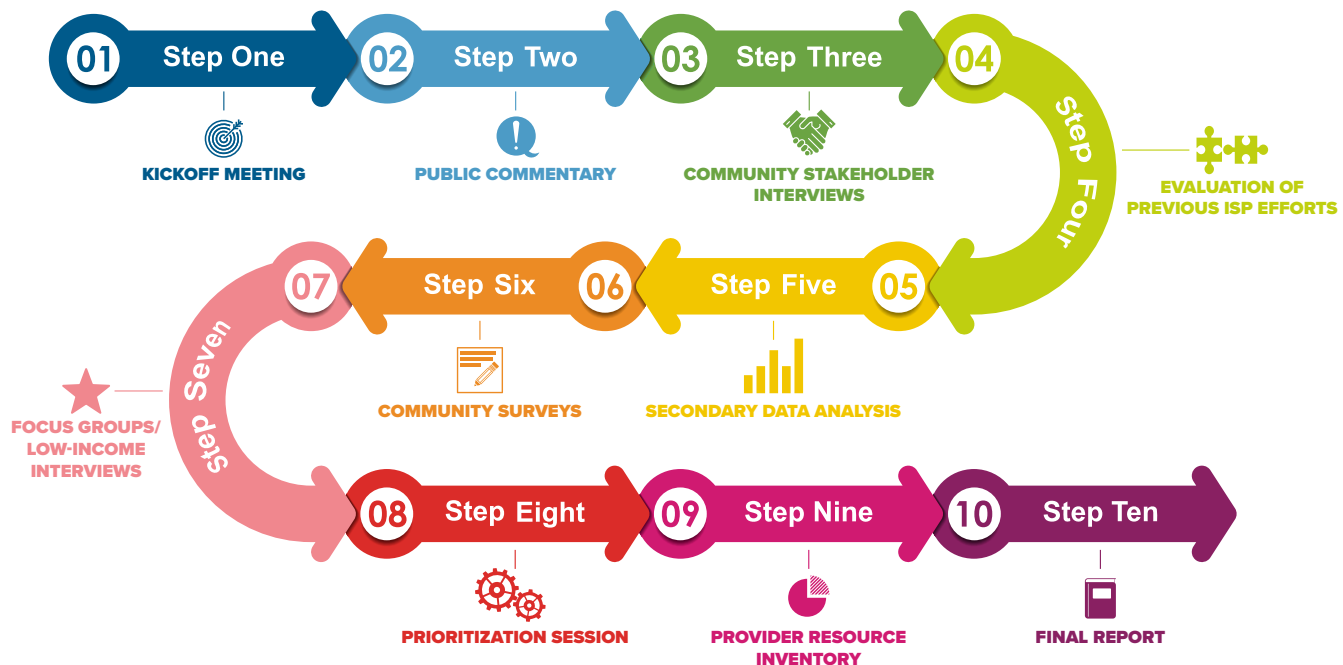 01 Step One
KICKOFF MEETING
02 Step Two
PUBLIC COMMENTARY
03 Step Three
COMMUNITY STAKEHOLDER
INTERVIEWS
04 Step Four
EVALUATION OF
PREVIOUS ISP EFFORTS
05 Step Five
SECONDARY DATA ANALYSIS
06 Step Six
COMMUNITY SURVEYS
07 Step Seven
FOCUS GROUPS/
LOW-INCOME
INTERVIEWS
08 Step Eight
PRIORITIZATION SESSION
09 Step Nine
PROVIDER RESOURCE
INVENTORY
10 Step Ten
FINAL REPORT